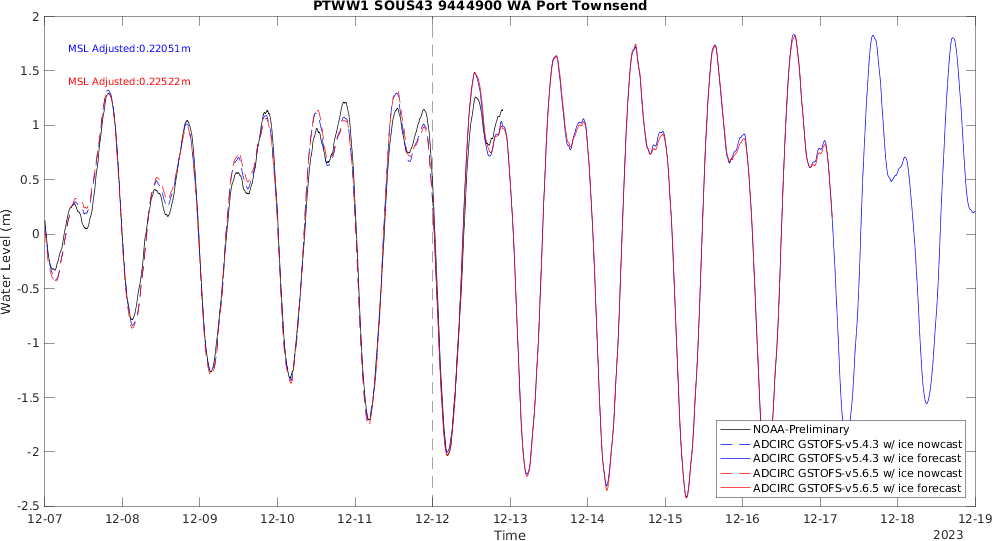 PTWW1 SOUS43 9444900 WA Port Townsend
MSL Adjusted:0.22051m
MSL Adjusted:0.22522m
Water Level (m)
2
1.5
1
0.5
0
-0.5
-1
-1.5
-2
-2.5
NOAA-Preliminary
ADCIRC GSTOFS-v5.4.3 w/ ice nowcast
ADCIRC GSTOFS-v5.4.3 w/ ice forecast
ADCIRC GSTOFS-v5.6.5 w/ ice nowcast
ADCIRC GSTOFS-v5.6.5 w/ ice forecast
12-07 12-08 12-09 12-10 12-11 12-12 12-13 12-14 12-15 12-16 12-17 12-18 12-19
Time
2023